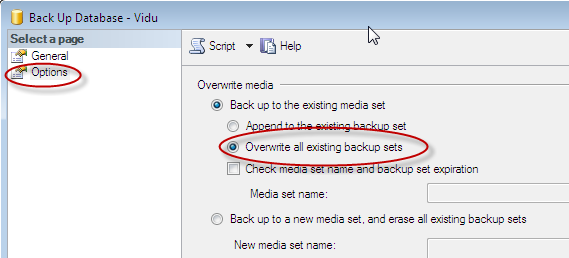 Back Up Database - Vidu
Select a page
General
Options
Script
Help
Overwrite media
Back up to the existing media set
Append to the existing backup set
Overwrite all existing backup sets
Check media set name and backup set expiration
Media set name:
Back up to a new media set, and erase all existing backup sets
New media set name: